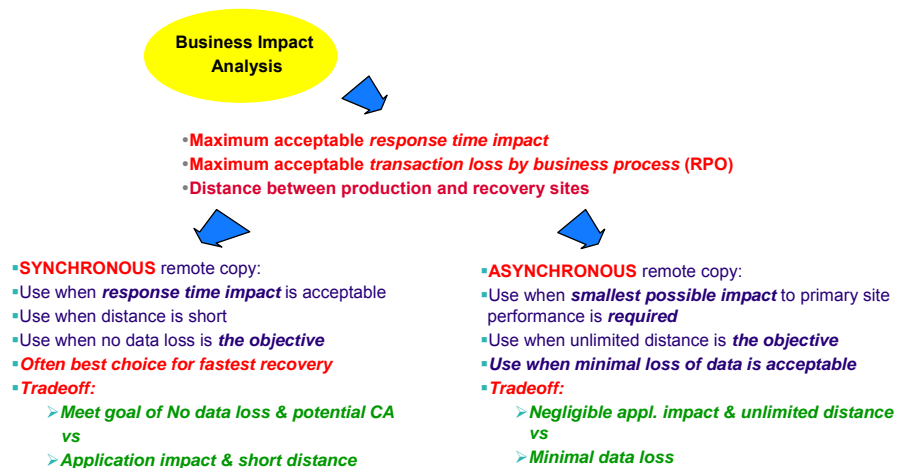 Business Impact
Analysis
•Maximum acceptable response time impact
•Maximum acceptable transaction loss by business process (RPO)
•Distance between production and recovery sites
▪SYNCHRONOUS remote copy:
▪Use when response time impact is acceptable
▪Use when distance is short
▪Use when no data loss is the objective
▪Often best choice for fastest recovery
▪Tradeoff:
➢Meet goal of No data loss & potential CA
vs
➢Application impact & short distance
▪ASYNCHRONOUS remote copy:
▪Use when smallest possible impact to primary site
performance is required
▪Use when unlimited distance is the objective
▪Use when minimal loss of data is acceptable
▪Tradeoff:
➢Negligible appl. impact & unlimited distance
vs
➢Minimal data loss